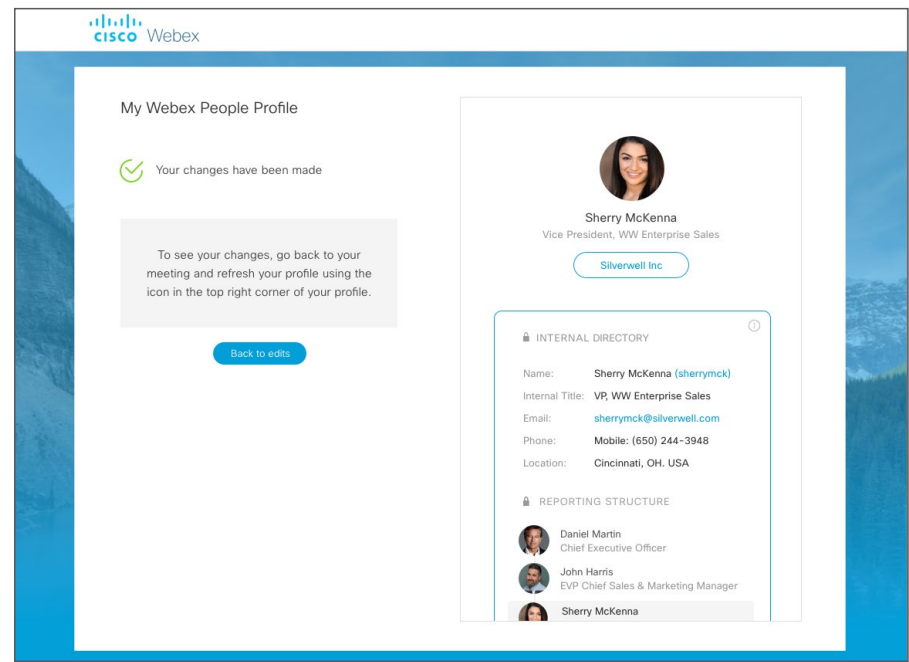 cisco Webex
My Webex People Profile
Your changes have been made
To see your changes, go back to your
meeting and refresh your profile using the
icon in the top right corner of your profile.
Back to edits
Sherry McKenna
Vice President, WW Enterprise Sales
Silverwell Inc
INTERNAL DIRECTORY
Name: Sherry McKenna (sherrymck)
Internal Title: VP, WW Enterprise Sales
Email: sherrymck@silverwell.com
Phone: Mobile: (650) 244-3948
Location: Cincinnati, OH. USA
REPORTING STRUCTURE
Daniel Martin
Chief Executive Officer
John Harris
EVP Chief Sales & Marketing Manager
Sherry McKenna